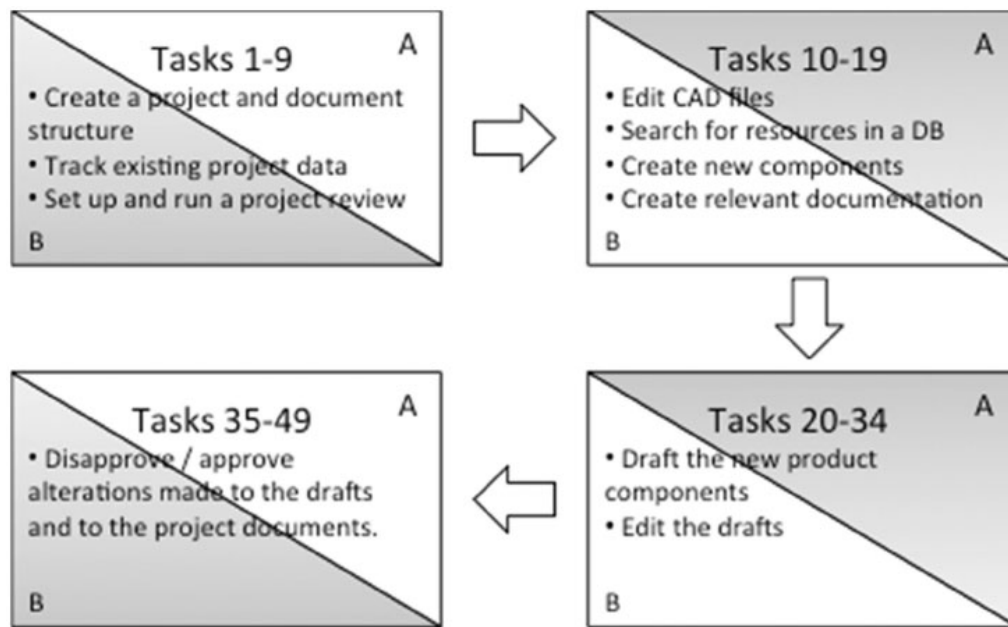 A
Tasks 1-9
• Create a project and document
structure
• Track existing project data
• Set up and run a project review
B
A
Tasks 10-19
• Edit CAD files
• Search for resources in a DB
• Create new components
• Create relevant documentation
B
A
Tasks 20-34
• Draft the new product
components
• Edit the drafts
B
A
Tasks 35-49
• Disapprove / approve
alterations made to the drafts
and to the project documents.
B